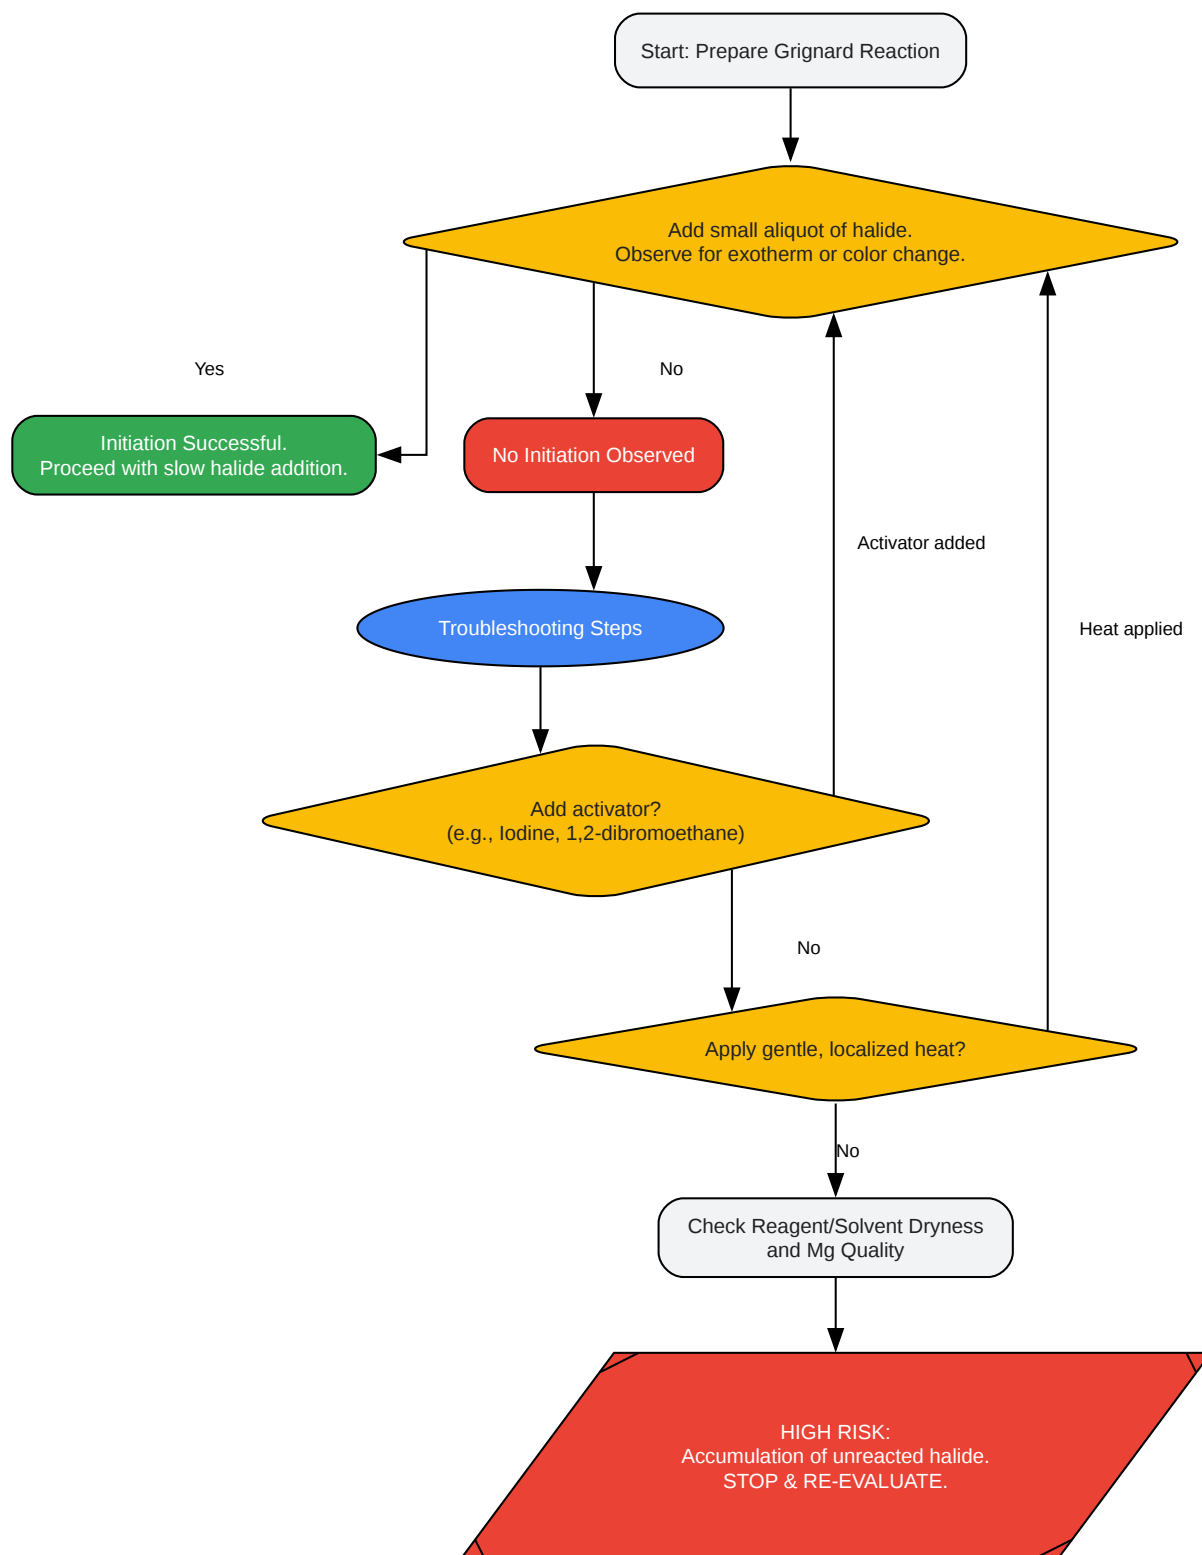 Start: Prepare Grignard Reaction
Add small aliquot of halide.
Observe for exotherm or color change.
Yes
No
Initiation Successful.
Proceed with slow halide addition.
No Initiation Observed
Activator added
Troubleshooting Steps
Heat applied
Add activator?
(e.g., Iodine, 1,2-dibromoethane)
No
Apply gentle, localized heat?
No
Check Reagent/Solvent Dryness
and Mg Quality
HIGH RISK:
Accumulation of unreacted halide.
STOP & RE-EVALUATE.